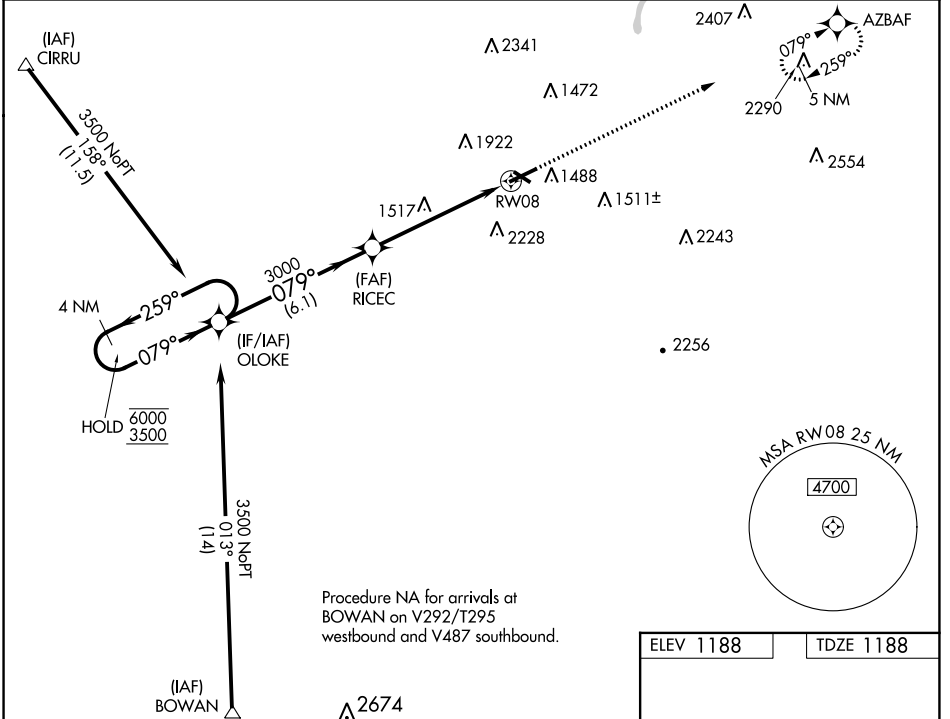 (IAF)
CIRRU
3500 NoPT
158°
(11.5)
2341
1472
1922
1517
RW08
1488
1511±
2228
2243
2407
AZBAF
079°
259°
5 NM
2290
2554
2256
4 NM
259°
079°
(IF/IAF)
OLOKE
3000
079°
(6.1)
(FAF)
RICEC
HOLD 6000
3500
3500 NoPT
013°
(14)
(IAF)
BOWAN
2674
Procedure NA for arrivals at
BOWAN on V292/T295
westbound and V487 southbound.
MSA RW08 25 NM
4700
ELEV 1188
TDZE 1188